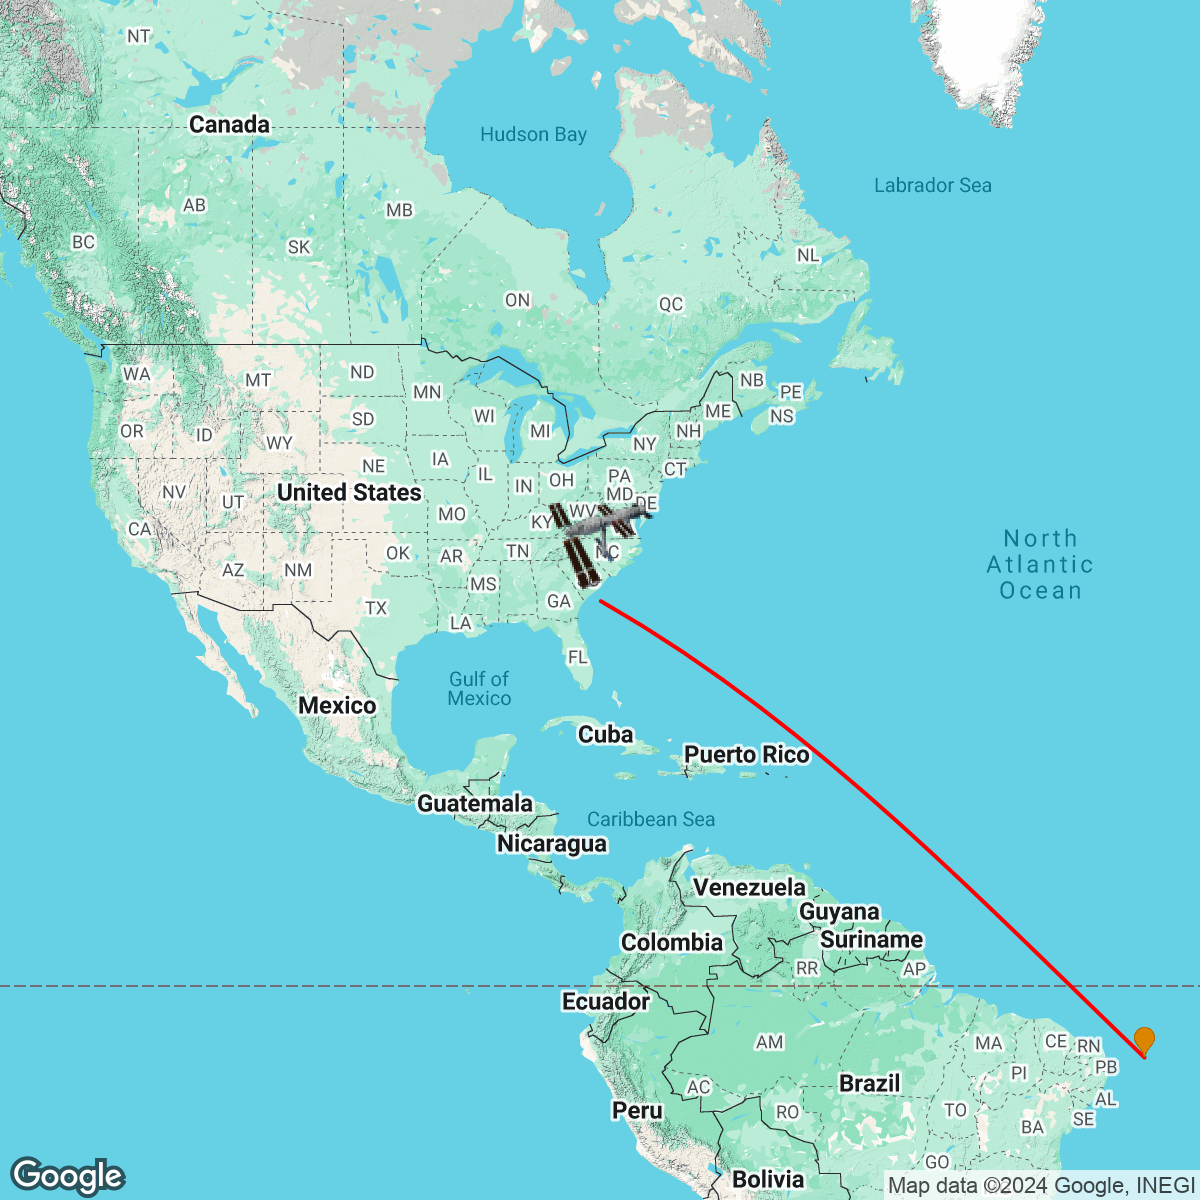 NT
Canada
Hudson Bay
Labrador Sea
AB
MB
BC
SK
NL
ON
QC
WA
MT
ND
MN
NB
PE
OR
ID
SD
WI
ME
NS
WY
MI
NY
NH
NE
IA
IL
IN
OH
PA
CT
NV
UT
United States
MD
DE
CA
MO
KY
WV
North
Atlantic
Ocean
AZ
NM
OK
AR
TN
NC
MS
TX
LA
GA
FL
Gulf of
Mexico
Mexico
Cuba
Puerto Rico
Guatemala
Caribbean Sea
Nicaragua
Venezuela
Guyana
Colombia
Suriname
RR
AP
Ecuador
AM
MA
CE
RN
PI
PB
AC
Brazil
Peru
RO
TO
AL
BA
SE
GO
Bolivia
Google
Map data ©2024 Google, INEGI